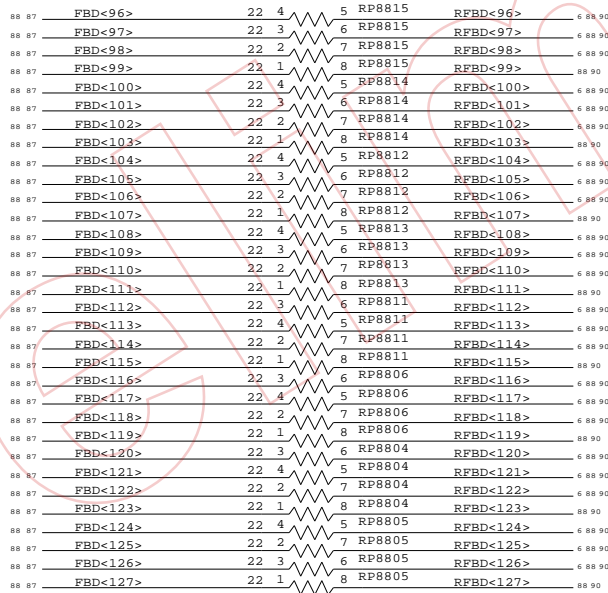 88 87 FBD<96> 22 4 5 RP8815 RFBD<96> 6 88 90
88 87 FBD<97> 22 3 6 RP8815 RFBD<97> 6 88 90
88 87 FBD<98> 22 2 7 RP8815 RFBD<98> 6 88 90
88 87 FBD<99> 22 1 8 RP8815 RFBD<99> 88 90
88 87 FBD<100> 22 4 5 RP8814 RFBD<100> 6 88 90
88 87 FBD<101> 22 3 6 RP8814 RFBD<101> 6 88 90
88 87 FBD<102> 22 2 7 RP8814 RFBD<102> 6 88 90
88 87 FBD<103> 22 1 8 RP8814 RFBD<103> 88 90
88 87 FBD<104> 22 4 5 RP8812 RFBD<104> 6 88 90
88 87 FBD<105> 22 3 6 RP8812 RFBD<105> 6 88 90
88 87 FBD<106> 22 2 7 RP8812 RFBD<106> 6 88 90
88 87 FBD<107> 22 1 8 RP8812 RFBD<107> 88 90
88 87 FBD<108> 22 4 5 RP8813 RFBD<108> 6 88 90
88 87 FBD<109> 22 3 6 RP8813 RFBD<109> 6 88 90
88 87 FBD<110> 22 2 7 RP8813 RFBD<110> 6 88 90
88 87 FBD<111> 22 1 8 RP8813 RFBD<111> 88 90
88 87 FBD<112> 22 3 6 RP8811 RFBD<112> 6 88 90
88 87 FBD<113> 22 4 5 RP8811 RFBD<113> 6 88 90
88 87 FBD<114> 22 2 7 RP8811 RFBD<114> 6 88 90
88 87 FBD<115> 22 1 8 RP8811 RFBD<115> 88 90
88 87 FBD<116> 22 3 6 RP8806 RFBD<116> 6 88 90
88 87 FBD<117> 22 4 5 RP8806 RFBD<117> 6 88 90
88 87 FBD<118> 22 2 7 RP8806 RFBD<118> 6 88 90
88 87 FBD<119> 22 1 8 RP8806 RFBD<119> 88 90
88 87 FBD<120> 22 3 6 RP8804 RFBD<120> 6 88 90
88 87 FBD<121> 22 4 5 RP8804 RFBD<121> 6 88 90
88 87 FBD<122> 22 2 7 RP8804 RFBD<122> 6 88 90
88 87 FBD<123> 22 1 8 RP8804 RFBD<123> 88 90
88 87 FBD<124> 22 4 5 RP8805 RFBD<124> 6 88 90
88 87 FBD<125> 22 2 7 RP8805 RFBD<125> 6 88 90
88 87 FBD<126> 22 3 6 RP8805 RFBD<126> 6 88 90
88 87 FBD<127> 22 1 8 RP8805 RFBD<127> 88 90